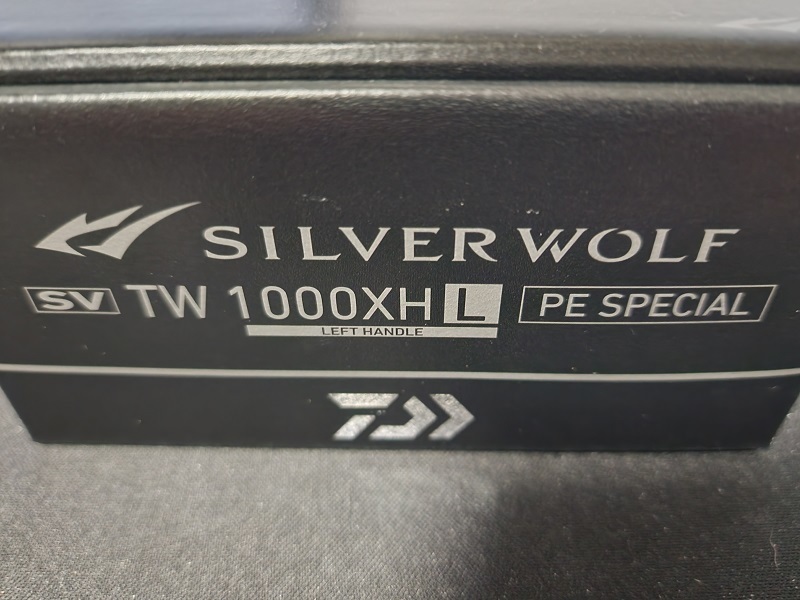 SILVER WOLF
SV TW 1000XH L PE SPECIAL
LEFT HANDLE